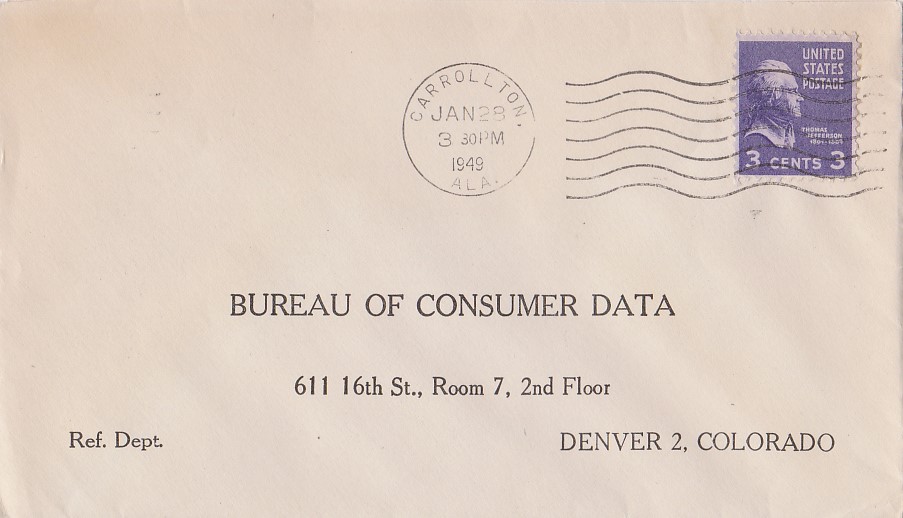 CARROLLTON,
JAN 28
3 30 PM
1949
ALA.
UNITED
STATES
POSTAGE
THOMAS
JEFFERSON
3 CENTS 3
BUREAU OF CONSUMER DATA
611 16th St., Room 7, 2nd Floor
Ref. Dept.
DENVER 2, COLORADO